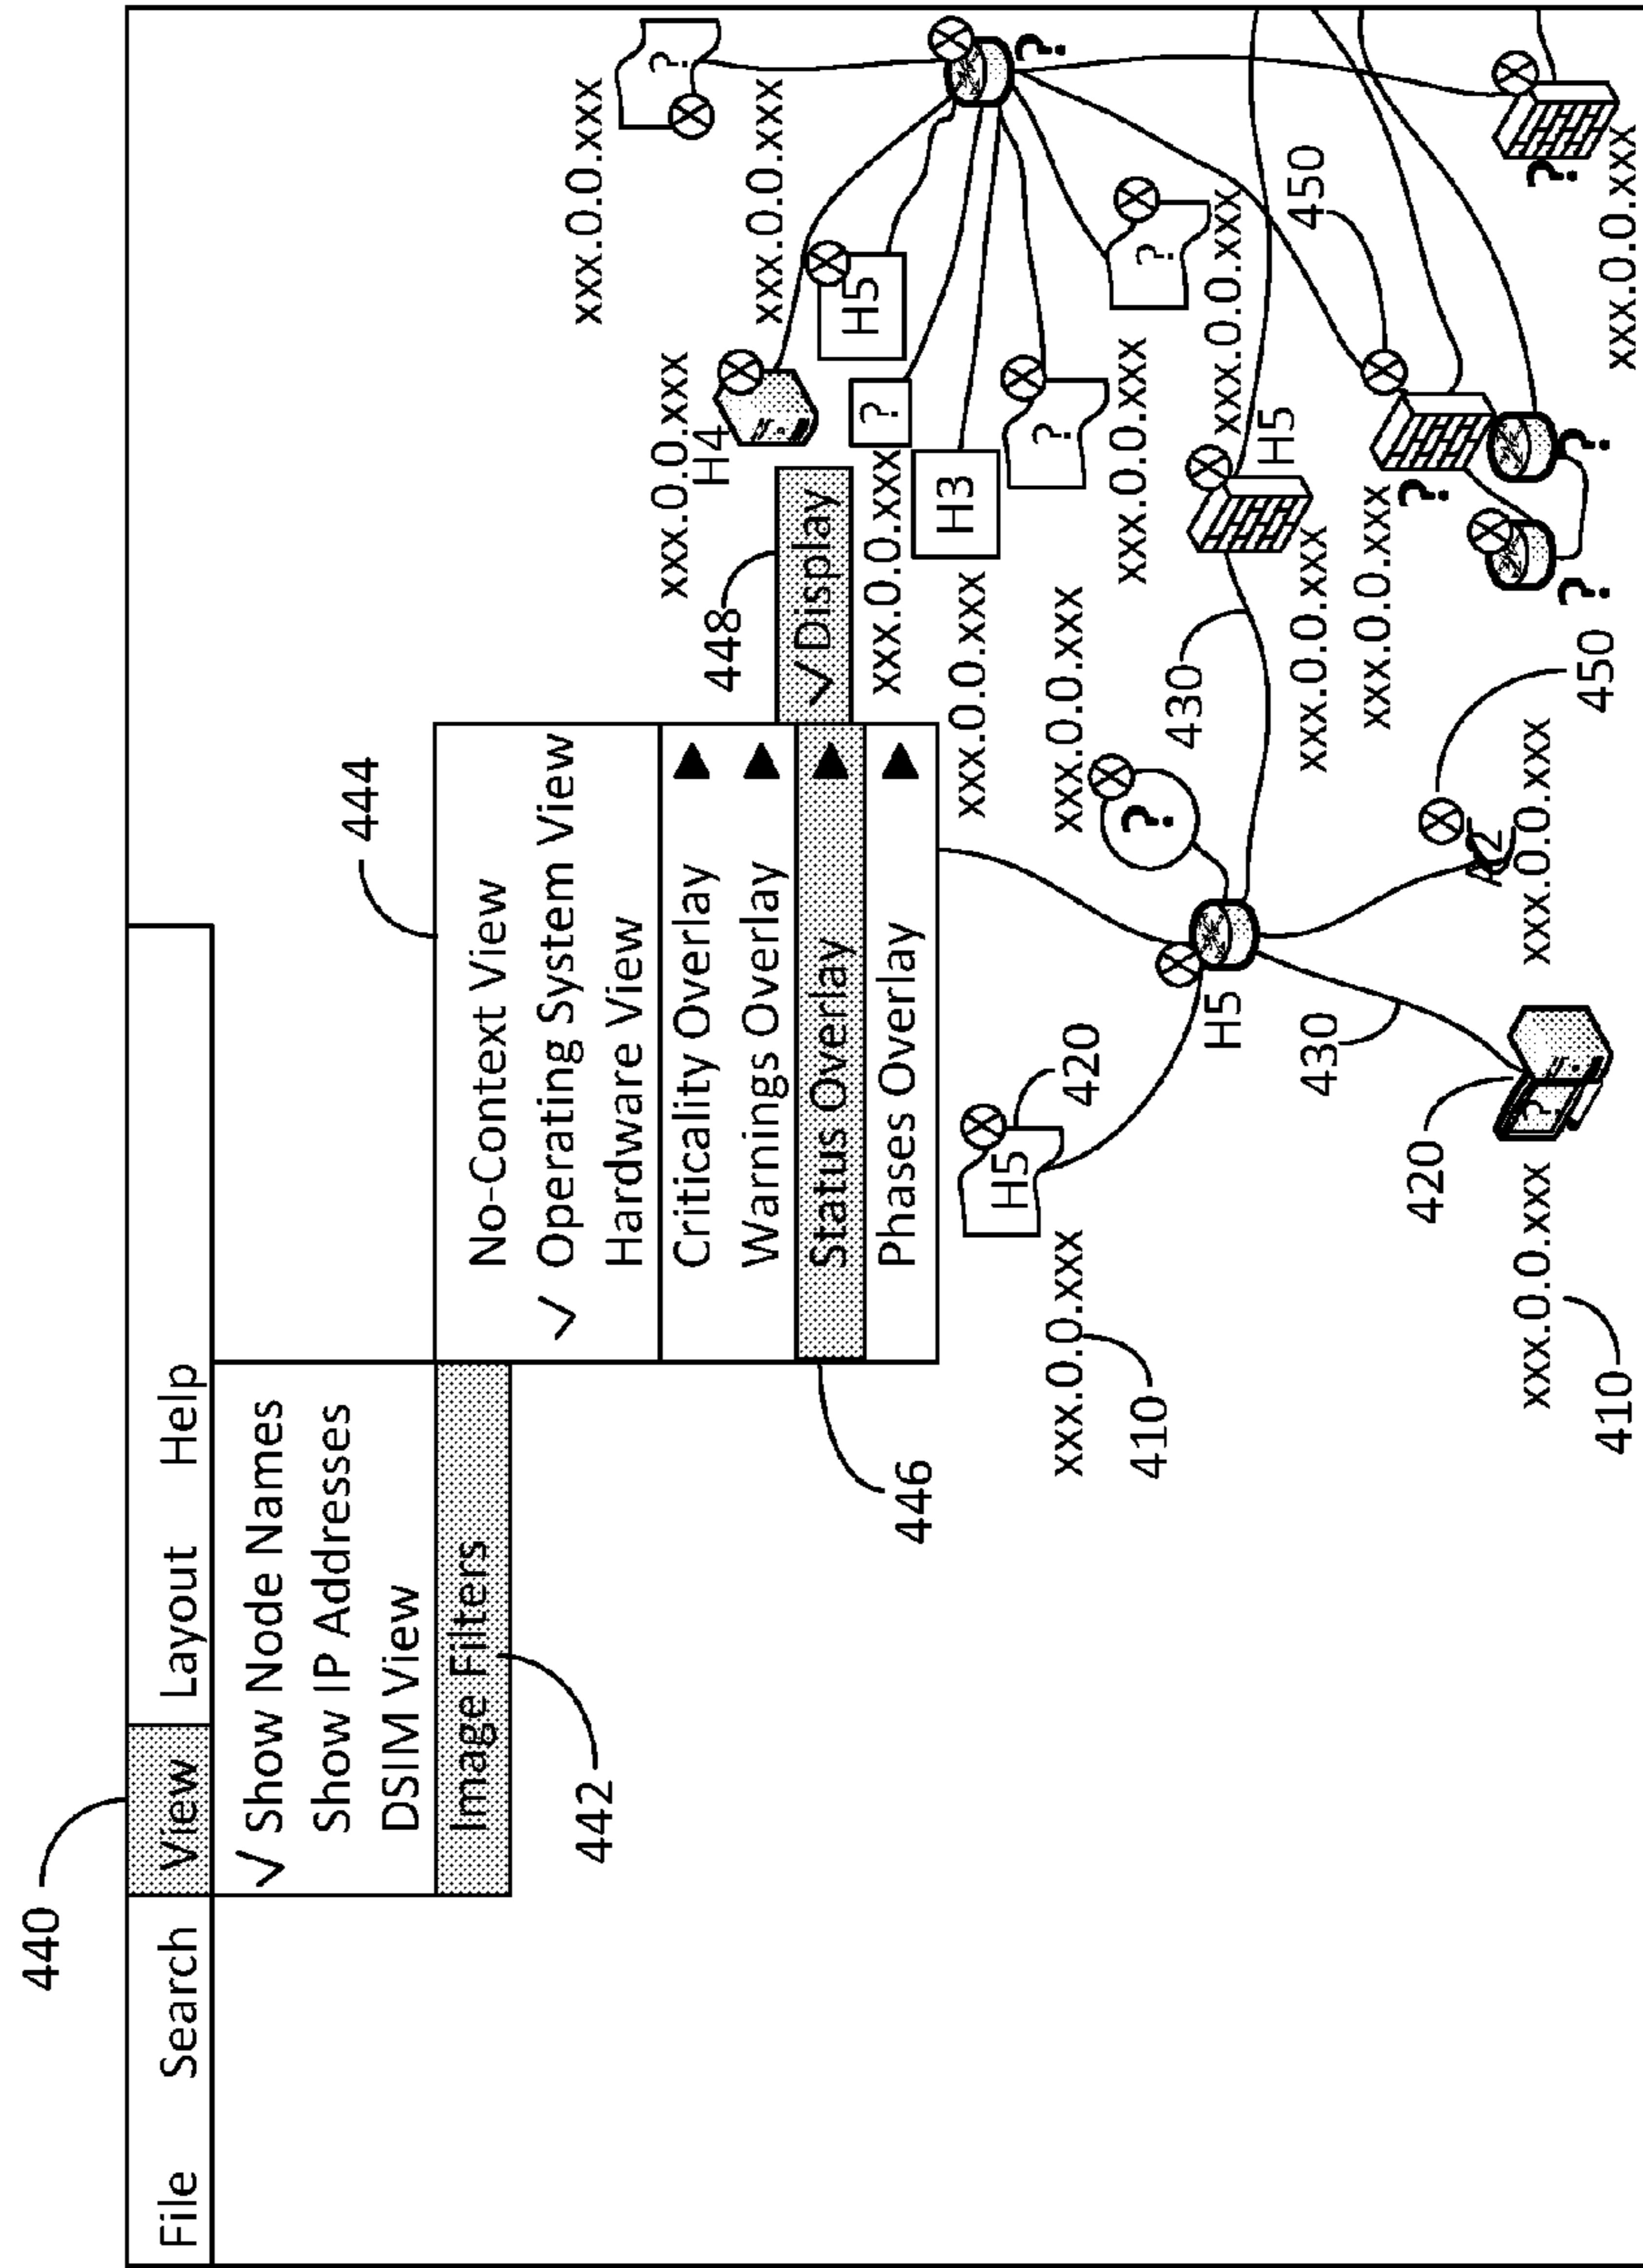 440
File Search View Layout Help
✓ Show Node Names
Show IP Addresses
DSIM View
Image Filters
442
444
No-Context View
✓ Operating System View
Hardware View
Criticality Overlay ▶
Warnings Overlay ▶
Status Overlay ▶
Phases Overlay ▶
446
448
✓ Display
xxx.0.0.xxx
?
xxx.0.0.xxx
H4
xxx.0.0.xxx
H5
?
xxx.0.0.xxx
H3
?
xxx.0.0.xxx
?
xxx.0.0.xxx
?
xxx.0.0.xxx
?
xxx.0.0.xxx
H5
420
xxx.0.0.xxx
410
H5
430
430
H5
xxx.0.0.xxx
450
?
xxx.0.0.xxx
?
?
?
xxx.0.0.xxx
450
xxx.0.0.xxx
420
?
xxx.0.0.xxx
410